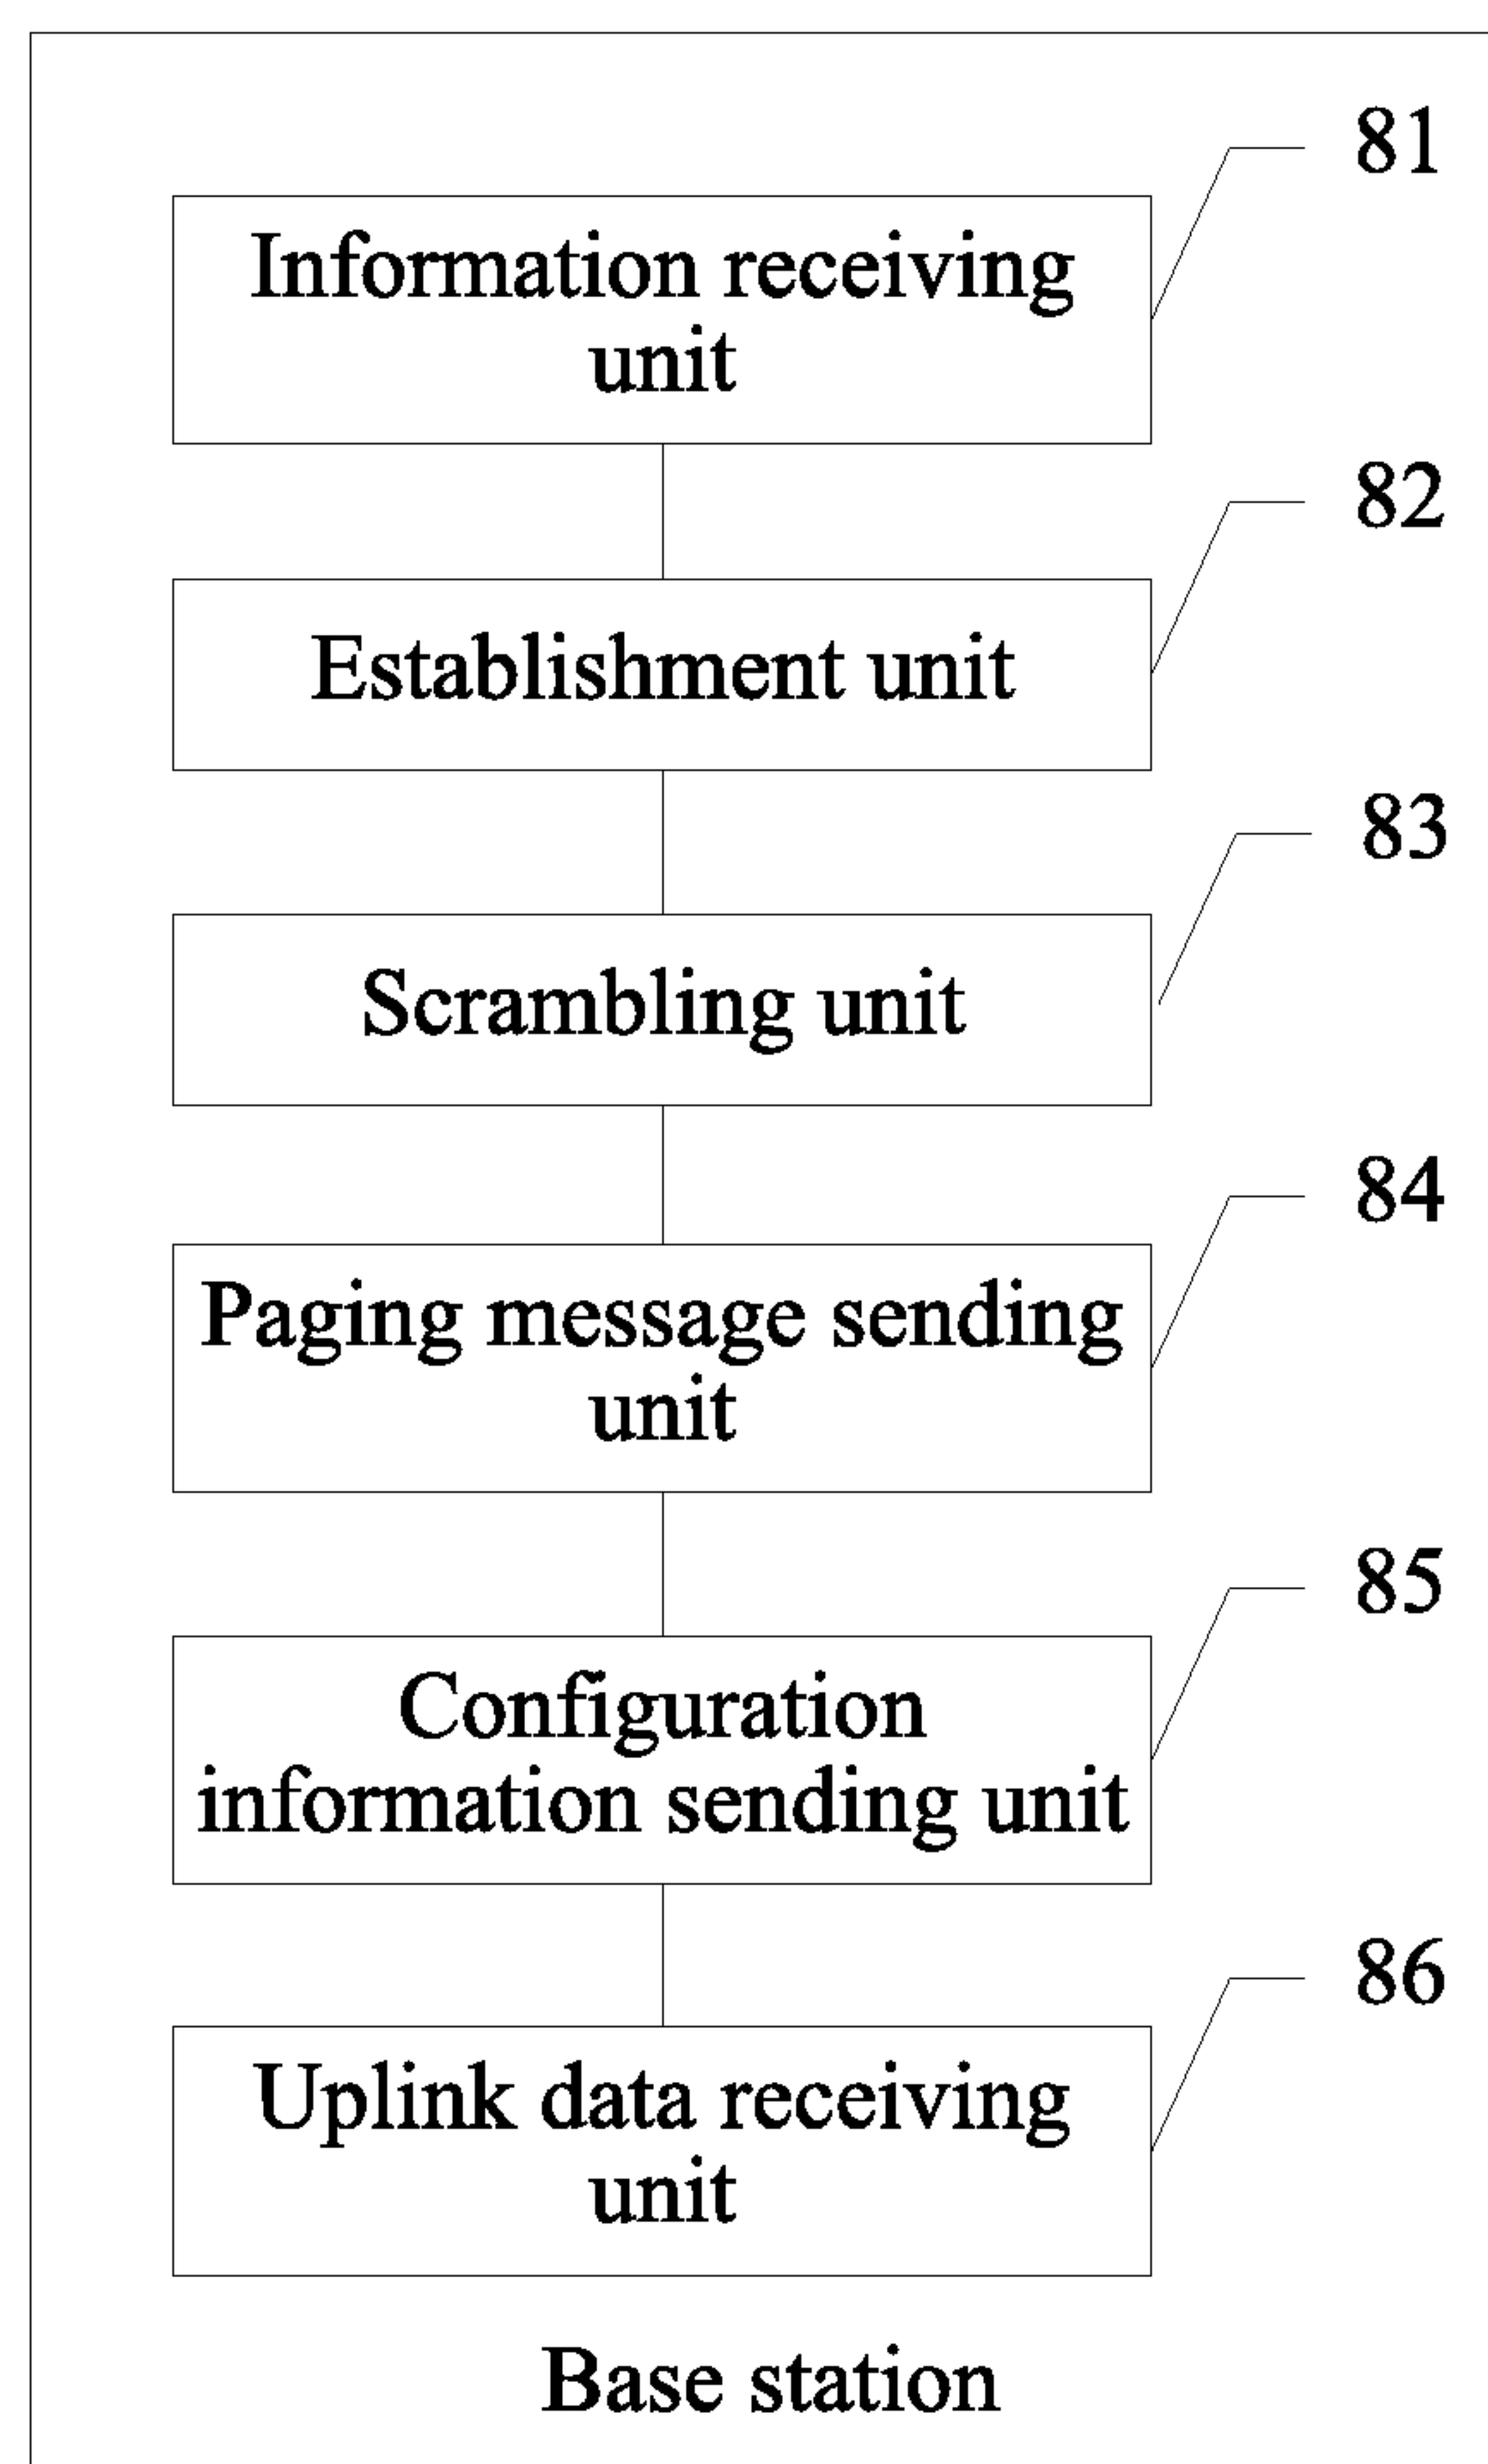 81
Information receiving
unit
82
Establishment unit
83
Scrambling unit
84
Paging message sending
unit
85
Configuration
information sending unit
86
Uplink data receiving
unit
Base station